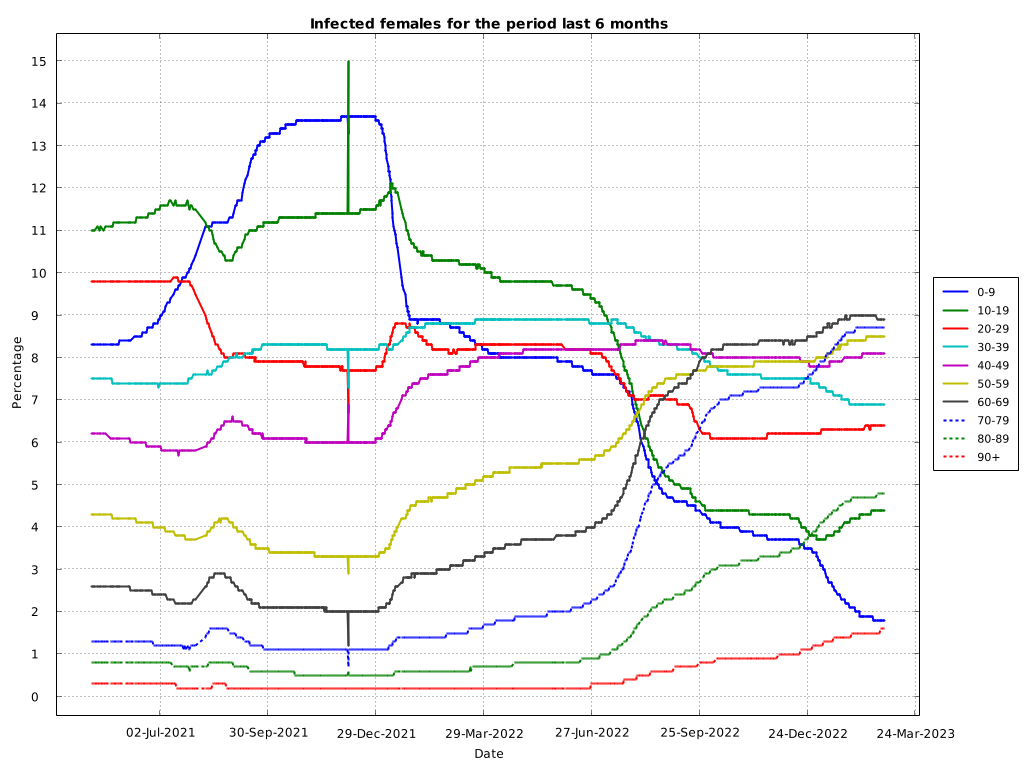 Infected females for the period last 6 months
15
14
13
12
11
10
9
8
7
6
5
4
3
2
1
0
Percentage
02-Jul-2021
30-Sep-2021
29-Dec-2021
29-Mar-2022
27-Jun-2022
25-Sep-2022
24-Dec-2022
24-Mar-2023
Date
0-9
10-19
20-29
30-39
40-49
50-59
60-69
70-79
80-89
90+